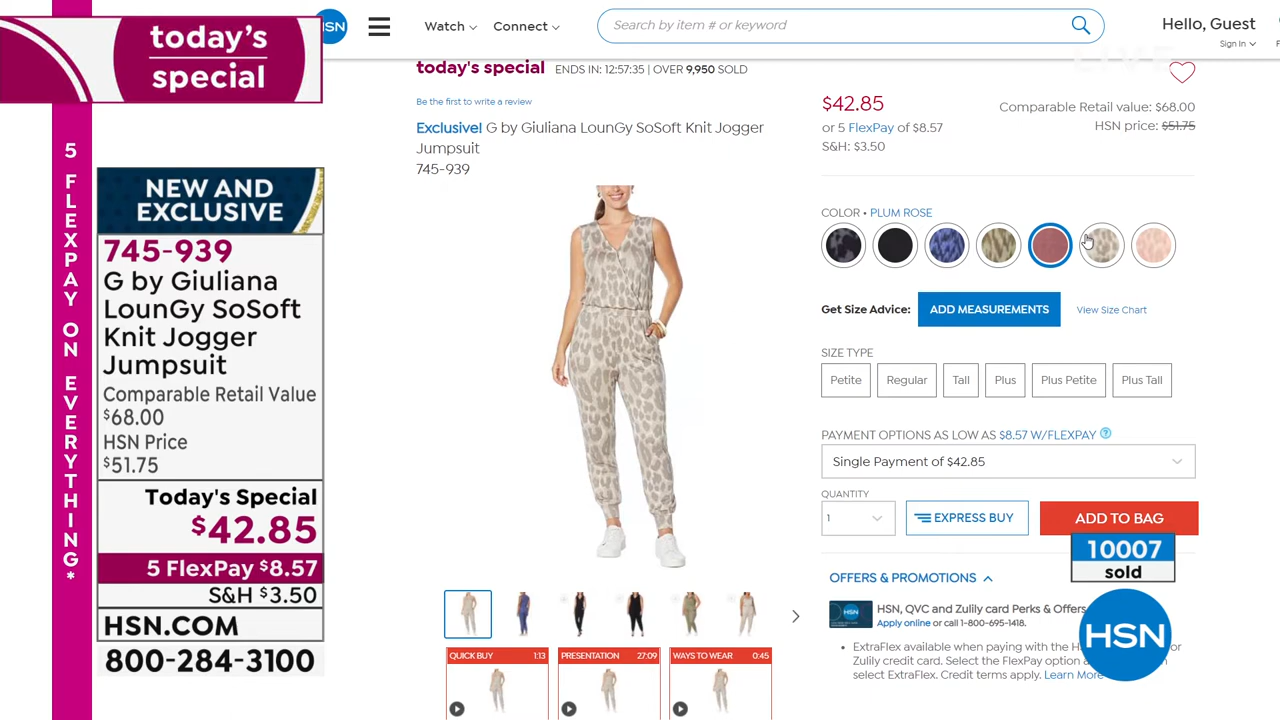 today's
special
5
FLEXPAY ON EVERYTHING*
NEW AND
EXCLUSIVE
745-939
G by Giuliana
LounGy SoSoft
Knit Jogger
Jumpsuit
Comparable Retail Value
$68.00
HSN Price
$51.75
Today's Special
$42.85
5 FlexPay $8.57
S&H $3.50
HSN.COM
800-284-3100
HSN
Watch
Connect
Search by item # or keyword
Hello, Guest
Sign In
today's special ENDS IN: 12:57:35 | OVER 9,950 SOLD
Be the first to write a review
Exclusive! G by Giuliana LounGy SoSoft Knit Jogger
Jumpsuit
745-939
$42.85
or 5 FlexPay of $8.57
S&H: $3.50
Comparable Retail value: $68.00
HSN price: $51.75
COLOR • PLUM ROSE
Get Size Advice:
ADD MEASUREMENTS
View Size Chart
SIZE TYPE
Petite
Regular
Tall
Plus
Plus Petite
Plus Tall
PAYMENT OPTIONS AS LOW AS $8.57 W/FLEXPAY ?
Single Payment of $42.85
QUANTITY
1
EXPRESS BUY
ADD TO BAG
10007
sold
OFFERS & PROMOTIONS
HSN, QVC and Zulily card Perks & Offers
Apply online or call 1-800-695-1418.
HSN
• ExtraFlex available when paying with the H or
Zulily credit card. Select the FlexPay option
select ExtraFlex. Credit terms apply. Learn More
QUICK BUY 1:13
PRESENTATION 27:09
WAYS TO WEAR 0:45